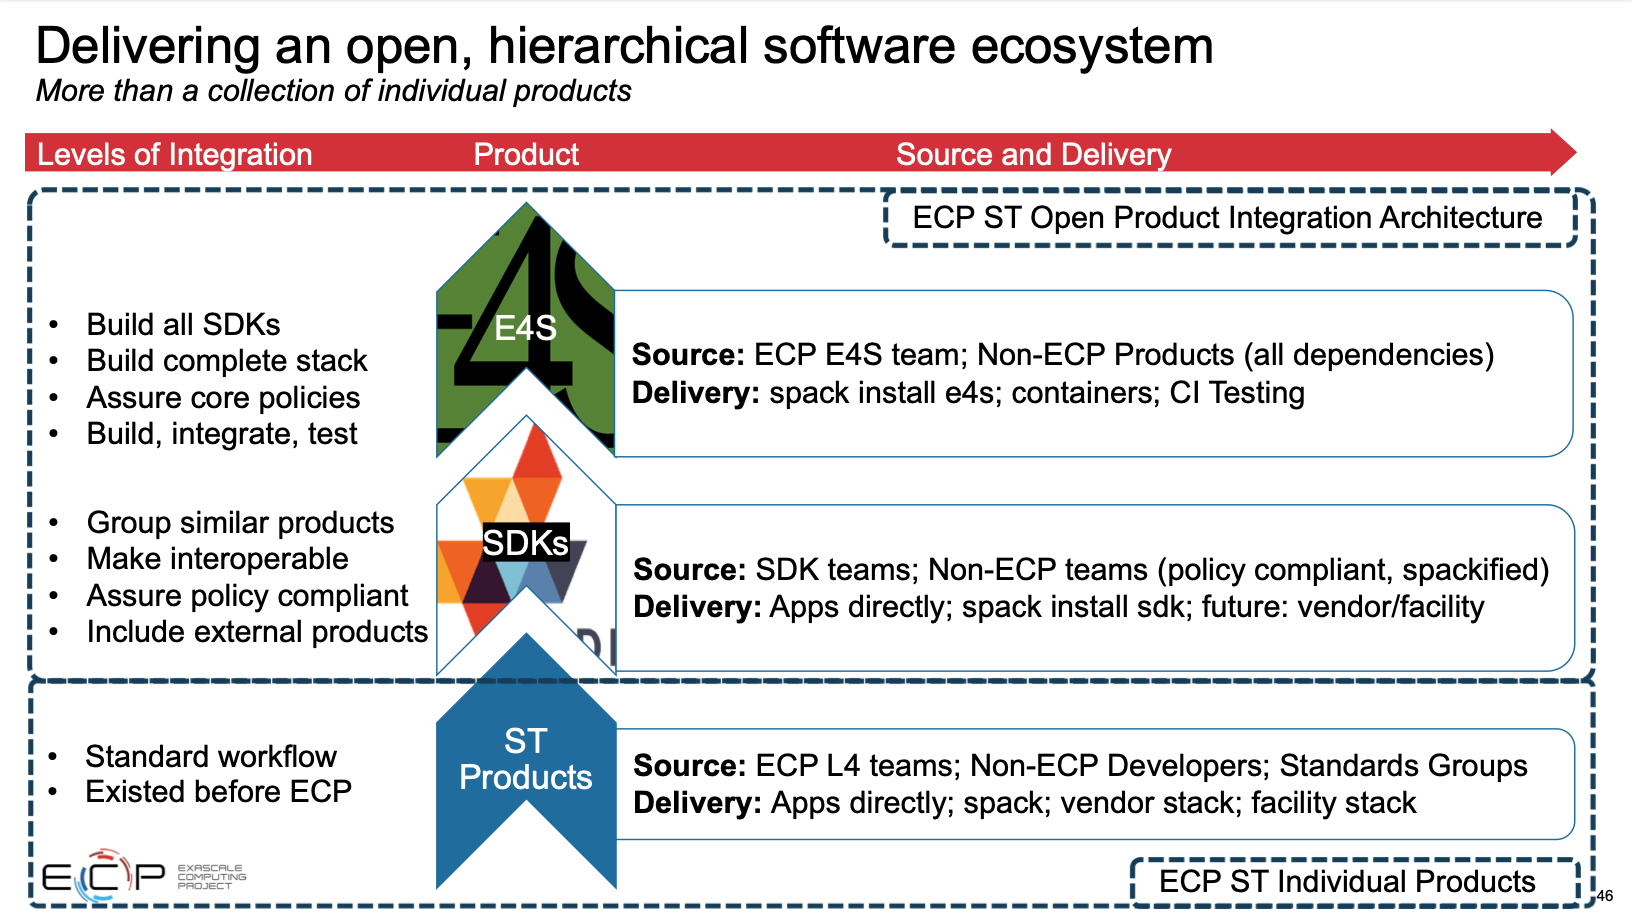 Delivering an open, hierarchical software ecosystem
More than a collection of individual products
Levels of Integration Product Source and Delivery
ECP ST Open Product Integration Architecture
• Build all SDKs
• Build complete stack
• Assure core policies
• Build, integrate, test
E4S
Source: ECP E4S team; Non-ECP Products (all dependencies)
Delivery: spack install e4s; containers; CI Testing
• Group similar products
• Make interoperable
• Assure policy compliant
• Include external products
SDKs
Source: SDK teams; Non-ECP teams (policy compliant, spackified)
Delivery: Apps directly; spack install sdk; future: vendor/facility
• Standard workflow
• Existed before ECP
ST
Products
Source: ECP L4 teams; Non-ECP Developers; Standards Groups
Delivery: Apps directly; spack; vendor stack; facility stack
ECP
EXASCALE
COMPUTING
PROJECT
ECP ST Individual Products
46